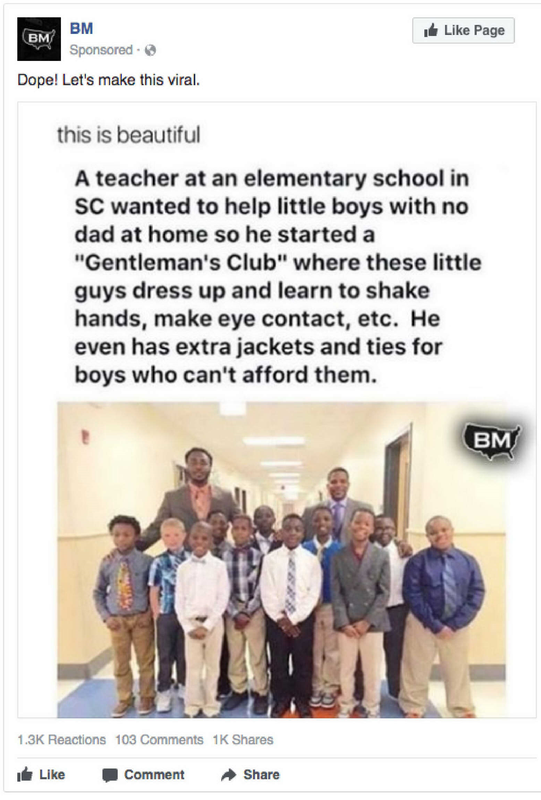 BM
BM
Like Page
Sponsored ·
Dope! Let's make this viral.
this is beautiful
A teacher at an elementary school in
SC wanted to help little boys with no
dad at home so he started a
"Gentleman's Club" where these little
guys dress up and learn to shake
hands, make eye contact, etc. He
even has extra jackets and ties for
boys who can't afford them.
BM
1.3K Reactions 103 Comments 1K Shares
Like Comment Share